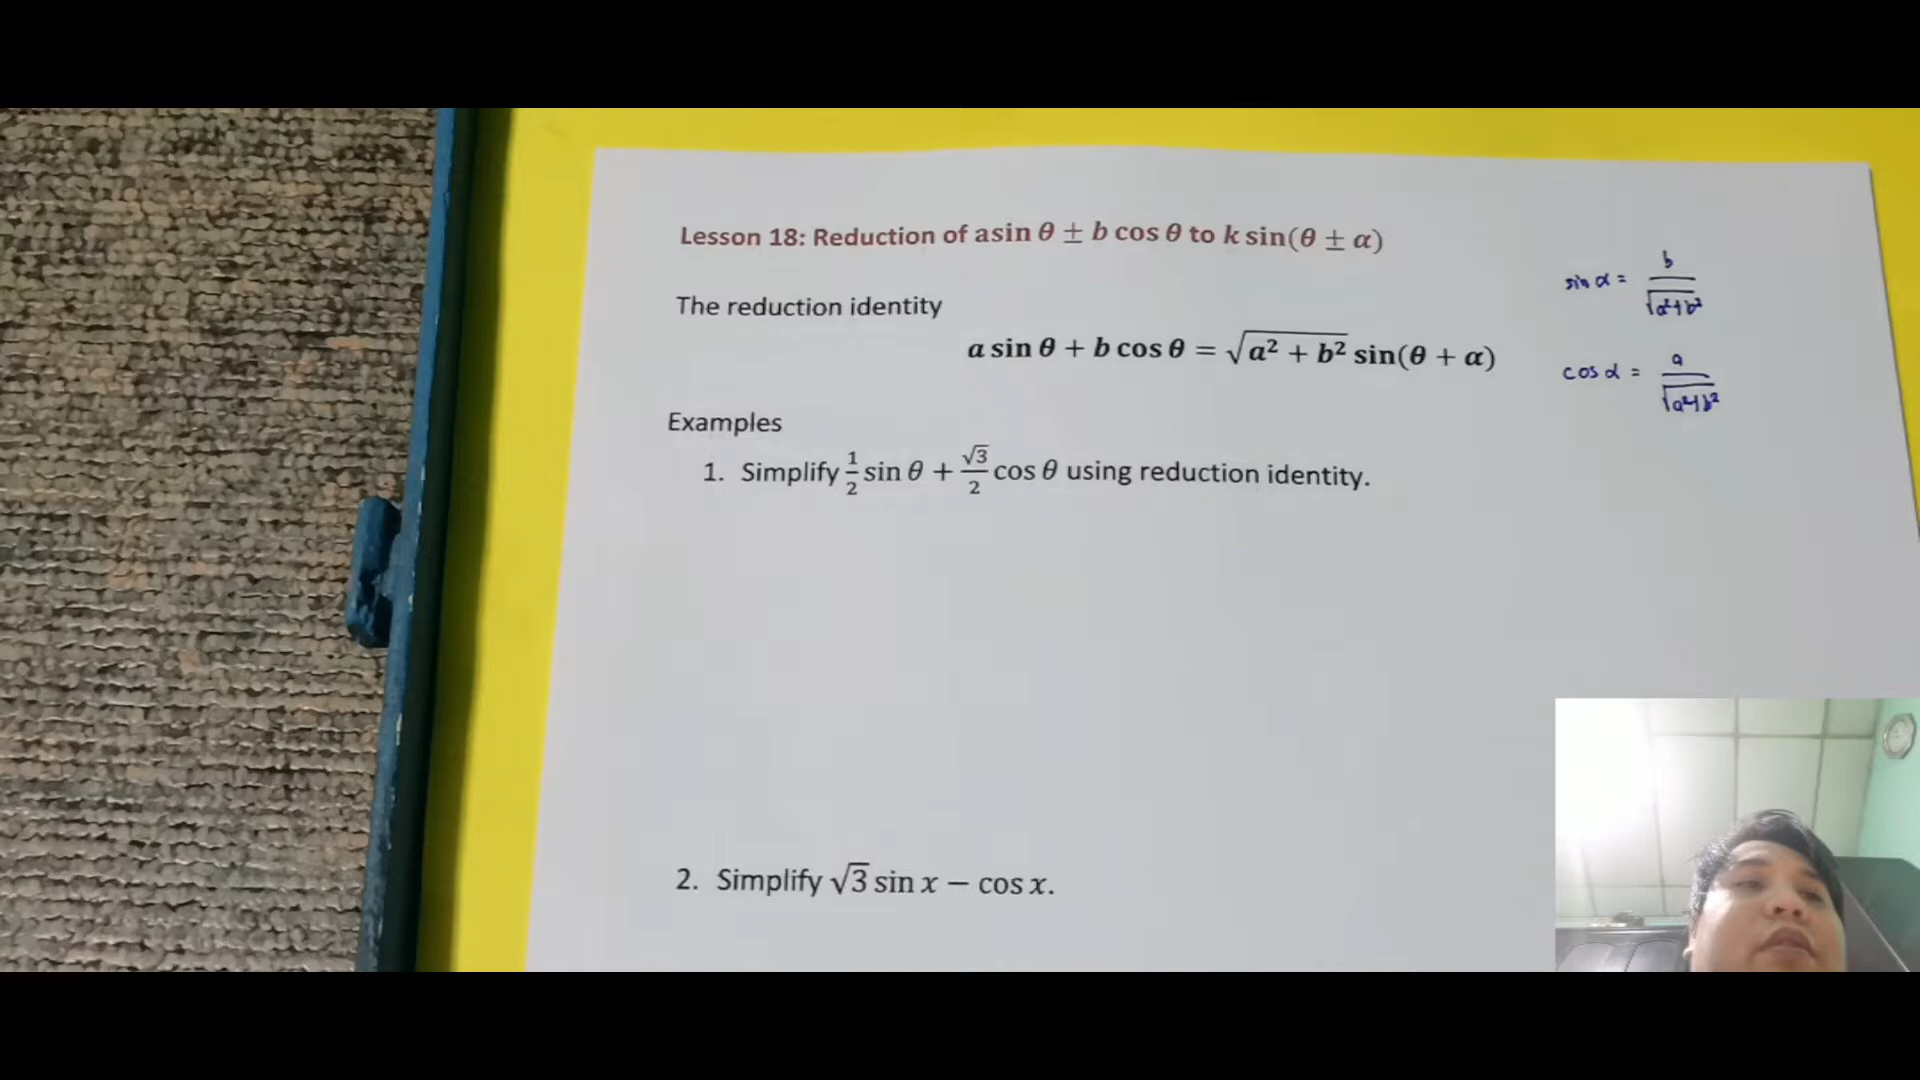 Lesson 18: Reduction of asin θ ± b cos θ to k sin(θ ± α)
sin α = b/√a²+b²
The reduction identity
a sin θ + b cos θ = √a² + b² sin(θ + α)
cos α = a/√a²+b²
Examples
1. Simplify 1/2 sin θ + √3/2 cos θ using reduction identity.
2. Simplify √3 sin x − cos x.